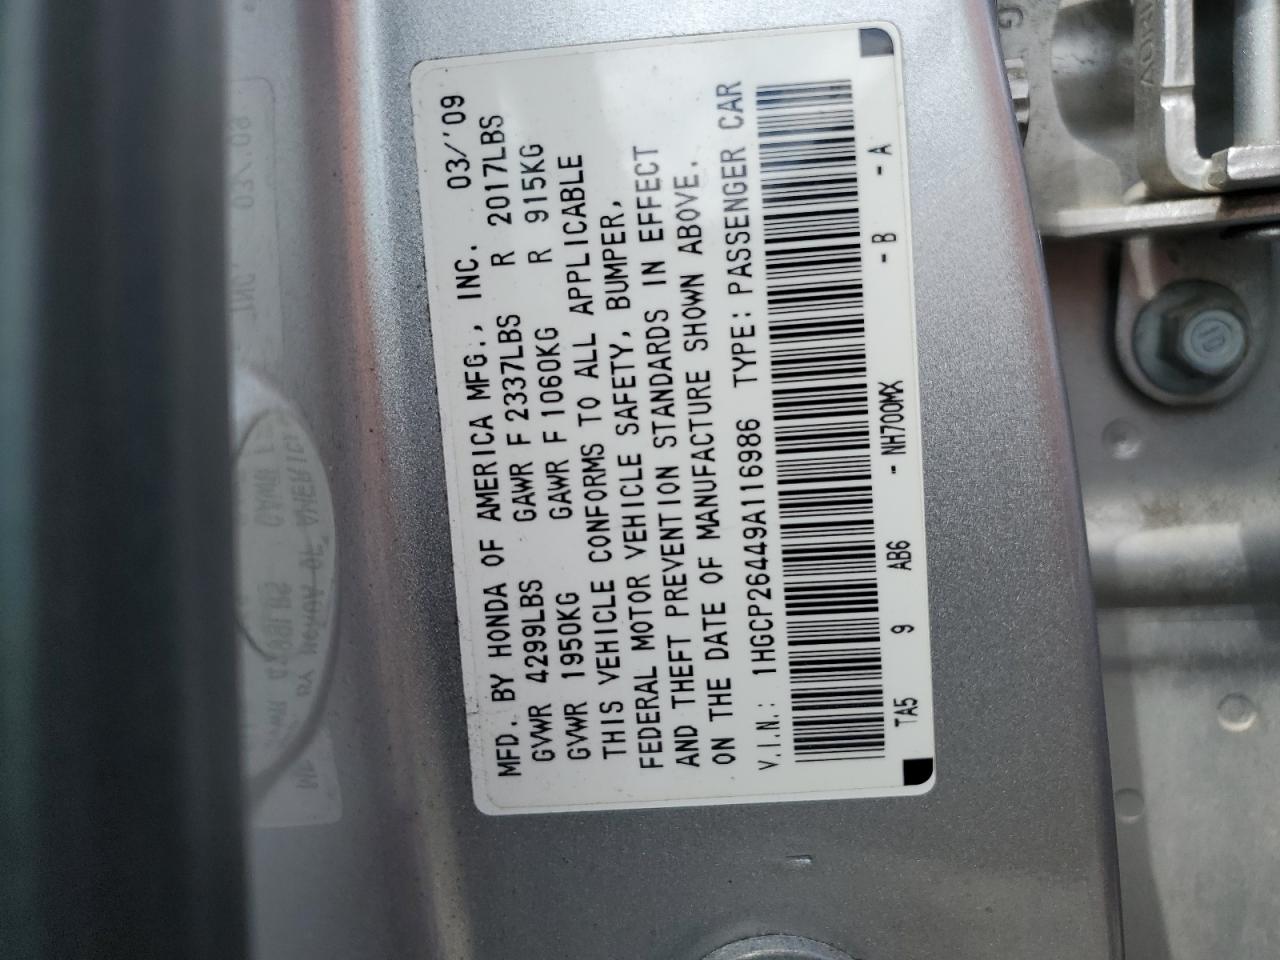 MFD. BY HONDA OF AMERICA MFG., INC. 03/'09
GVWR 4299LBS GAWR F 2337LBS R 2017LBS
GVWR 1950KG GAWR F 1060KG R 915KG
THIS VEHICLE CONFORMS TO ALL APPLICABLE
FEDERAL MOTOR VEHICLE SAFETY, BUMPER,
AND THEFT PREVENTION STANDARDS IN EFFECT
ON THE DATE OF MANUFACTURE SHOWN ABOVE.
V.I.N.: 1HGCP26449A116986 TYPE: PASSENGER CAR
TA5 9 AB6 - NH700MX - B - A